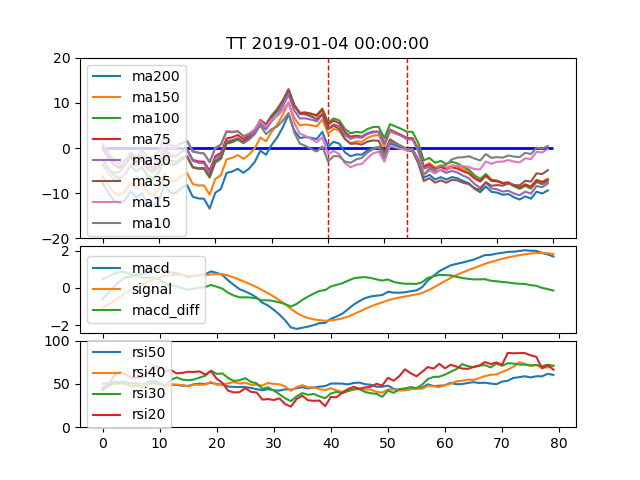 TT 2019-01-04 00:00:00
20
10
0
−10
−20
ma200
ma150
ma100
ma75
ma50
ma35
ma15
ma10
2
0
−2
macd
signal
macd_diff
100
50
0
rsi50
rsi40
rsi30
rsi20
0 10 20 30 40 50 60 70 80